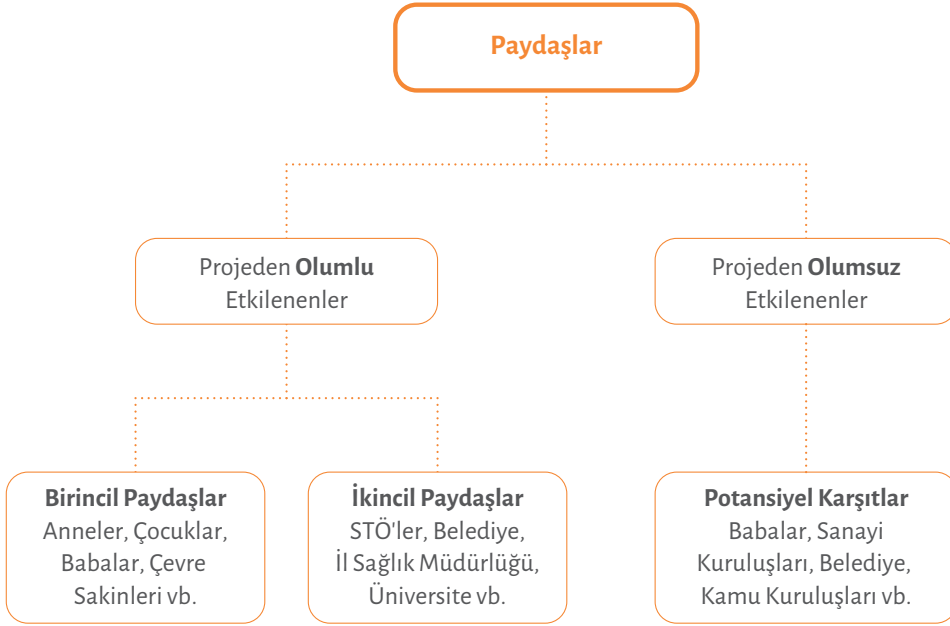 Paydaşlar
Projeden Olumlu
Etkilenenler
Projeden Olumsuz
Etkilenenler
Birincil Paydaşlar
Anneler, Çocuklar,
Babalar, Çevre
Sakinleri vb.
İkincil Paydaşlar
STÖ'ler, Belediye,
İl Sağlık Müdürlüğü,
Üniversite vb.
Potansiyel Karşıtlar
Babalar, Sanayi
Kuruluşları, Belediye,
Kamu Kuruluşları vb.